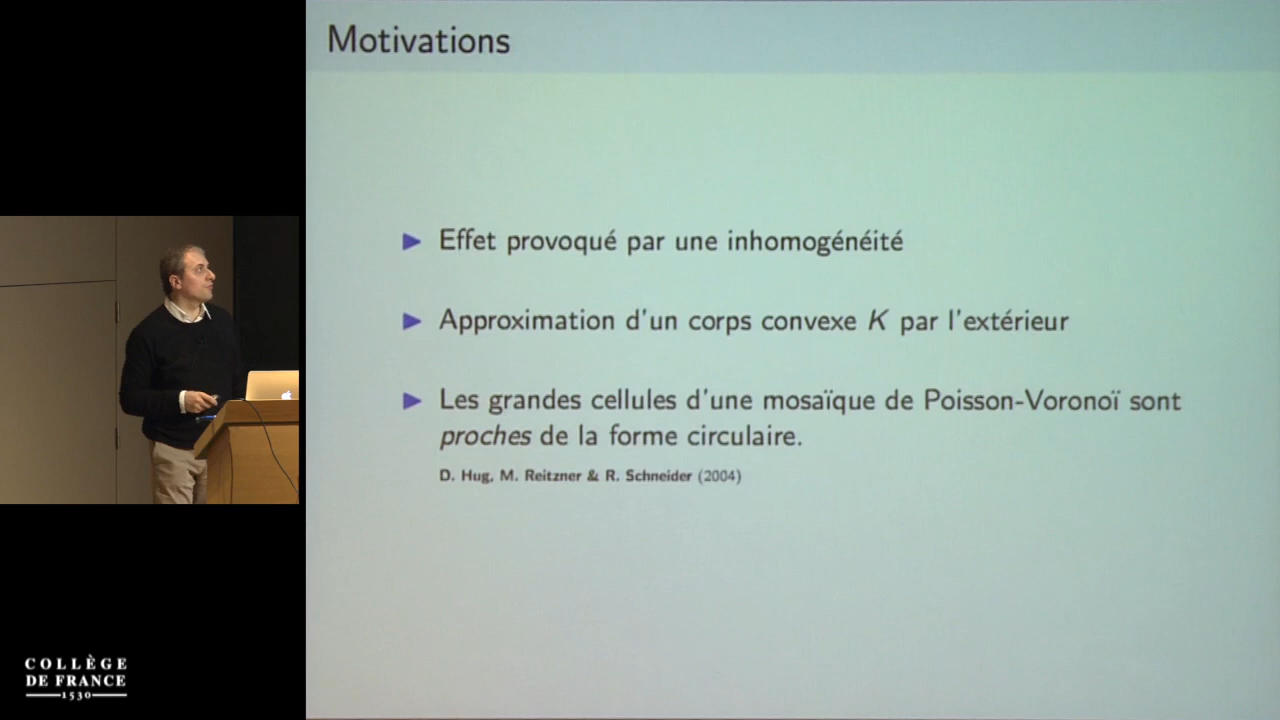 Motivations
▶ Effet provoqué par une inhomogénéité
▶ Approximation d'un corps convexe K par l'extérieur
▶ Les grandes cellules d'une mosaïque de Poisson-Voronoï sont
proches de la forme circulaire.
D. Hug, M. Reitzner & R. Schneider (2004)
COLLÈGE
DE FRANCE
1530